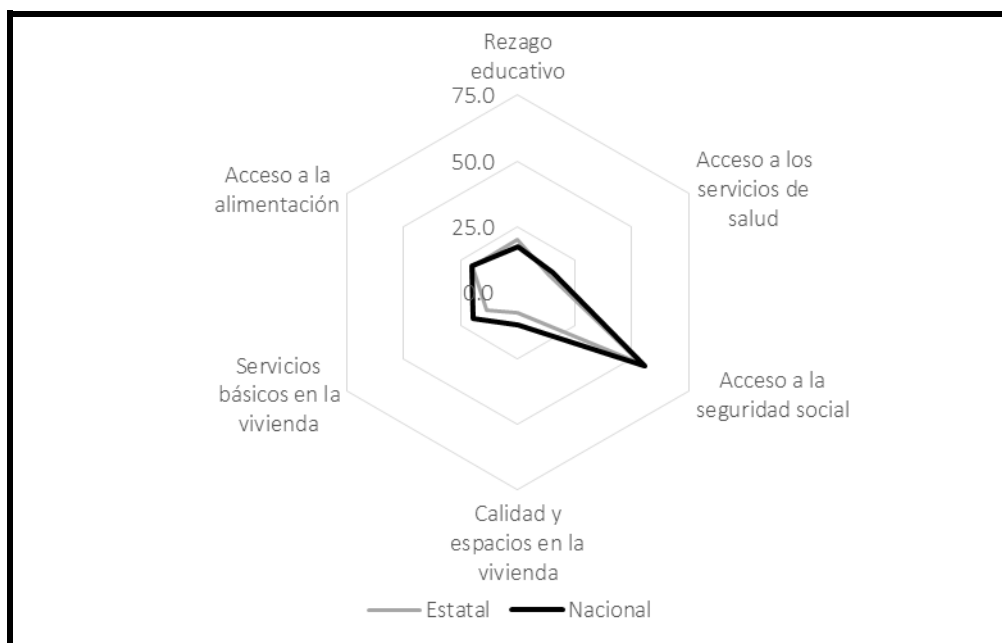 Rezago
educativo
75.0
50.0
25.0
0.0
Acceso a los
servicios de
salud
Acceso a la
seguridad social
Calidad y
espacios en la
vivienda
Servicios
básicos en la
vivienda
Acceso a la
alimentación
Estatal
Nacional